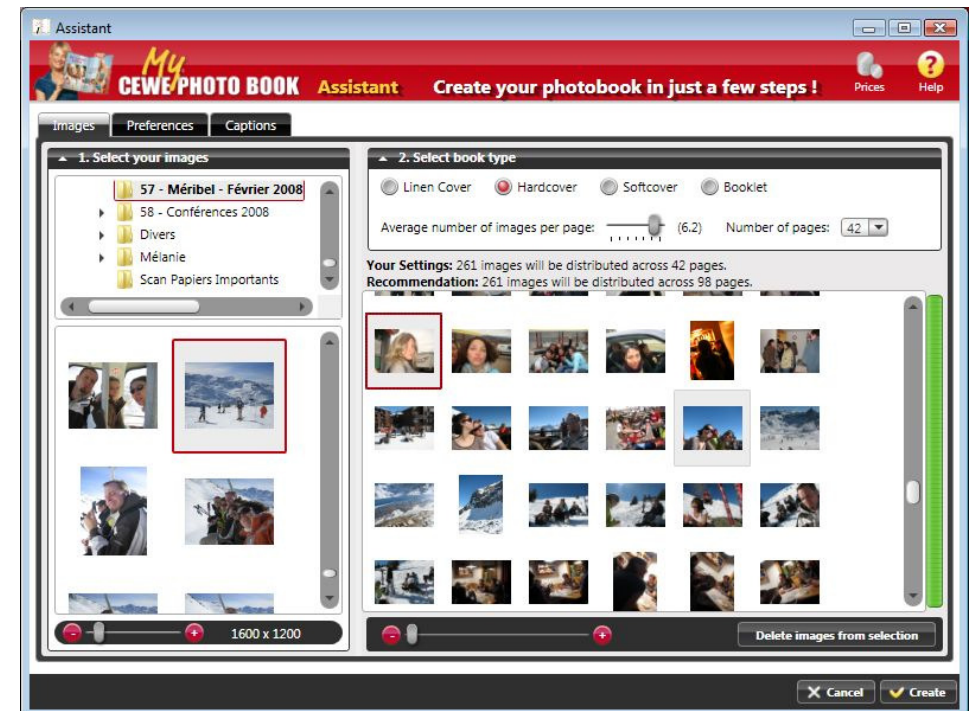 Assistant
My
CEWE PHOTO BOOK Assistant Create your photobook in just a few steps !
Prices
Help
Images Preferences Captions
1. Select your images
57 - Méribel - Février 2008
58 - Conférences 2008
Divers
Mélanie
Scan Papiers Importants
1600 x 1200
2. Select book type
Linen Cover Hardcover Softcover Booklet
Average number of images per page: (6.2) Number of pages: 42
Your Settings: 261 images will be distributed across 42 pages.
Recommendation: 261 images will be distributed across 98 pages.
Delete images from selection
Cancel Create